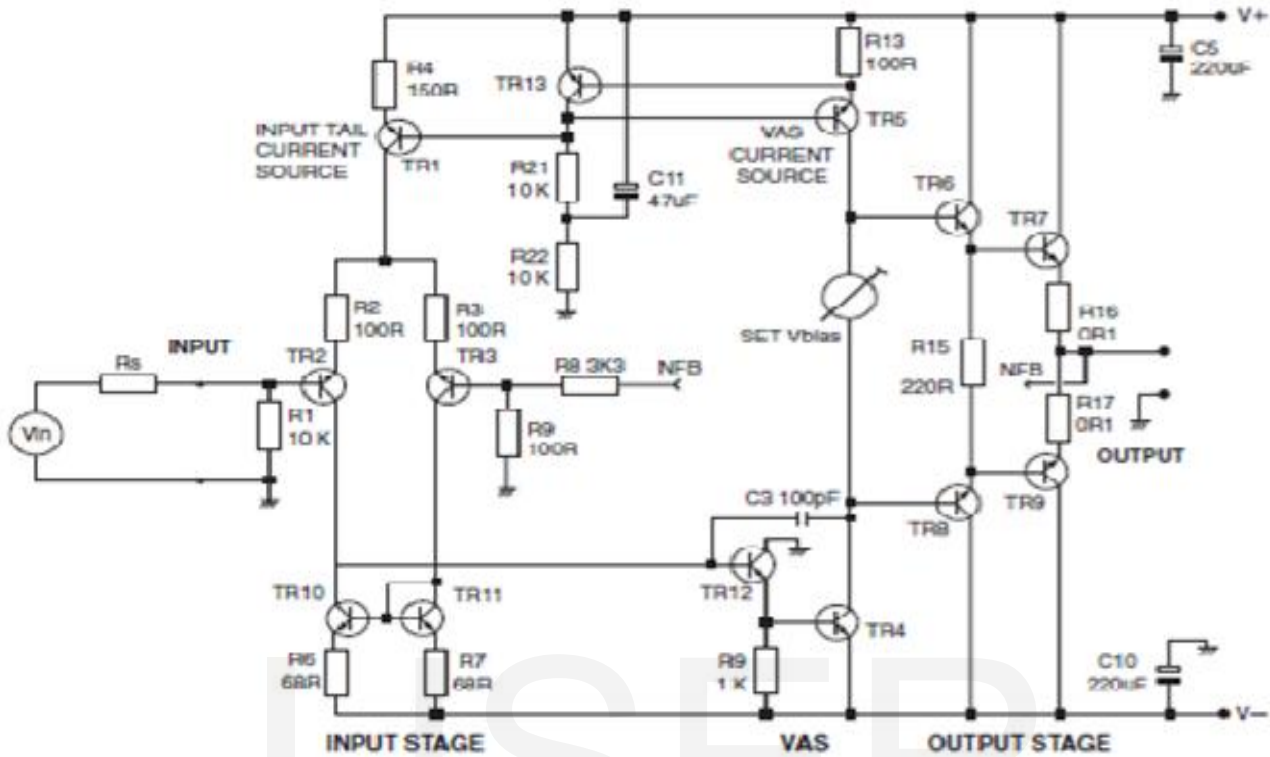 V+
R4
150R
TR13
R13
100R
C5
220uF
INPUT TAIL
CURRENT
SOURCE
TR1
R21
10 K
C11
47uF
VAS
CURRENT
SOURCE
TR5
TR6
TR7
R22
10 K
R2
100R
R3
100R
SET Vbias
R16
0R1
INPUT
Rs
TR2
TR3
R8 3K3
NFB
R15
220R
NFB
Vin
R1
10 K
R9
100R
R17
0R1
OUTPUT
C3 100pF
TR8
TR9
TR10
TR11
TR12
TR4
R6
68R
R7
68R
R9
1 K
C10
220uF
V-
INPUT STAGE
VAS
OUTPUT STAGE